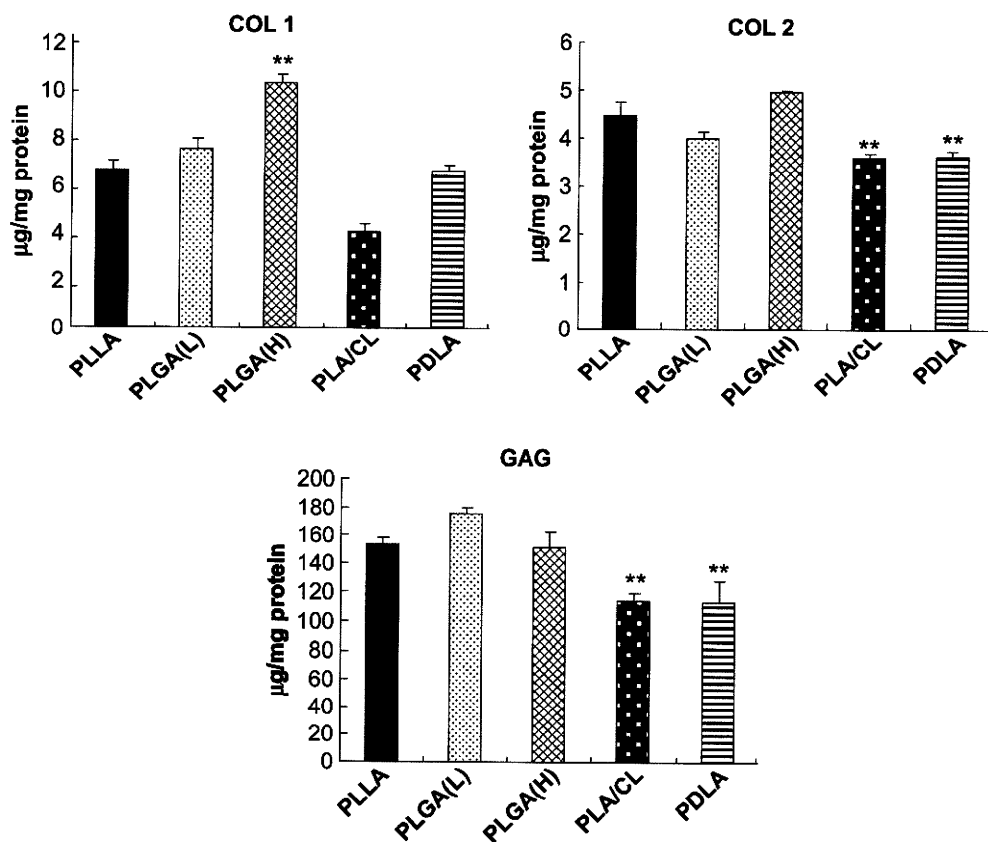 COL 1
12
10
8
6
4
2
0
µg/mg protein
**
PLLA
PLGA(L)
PLGA(H)
PLA/CL
PDLA
COL 2
6
5
4
3
2
1
0
µg/mg protein
**
**
PLLA
PLGA(L)
PLGA(H)
PLA/CL
PDLA
GAG
200
180
160
140
120
100
80
60
40
20
0
µg/mg protein
**
**
PLLA
PLGA(L)
PLGA(H)
PLA/CL
PDLA